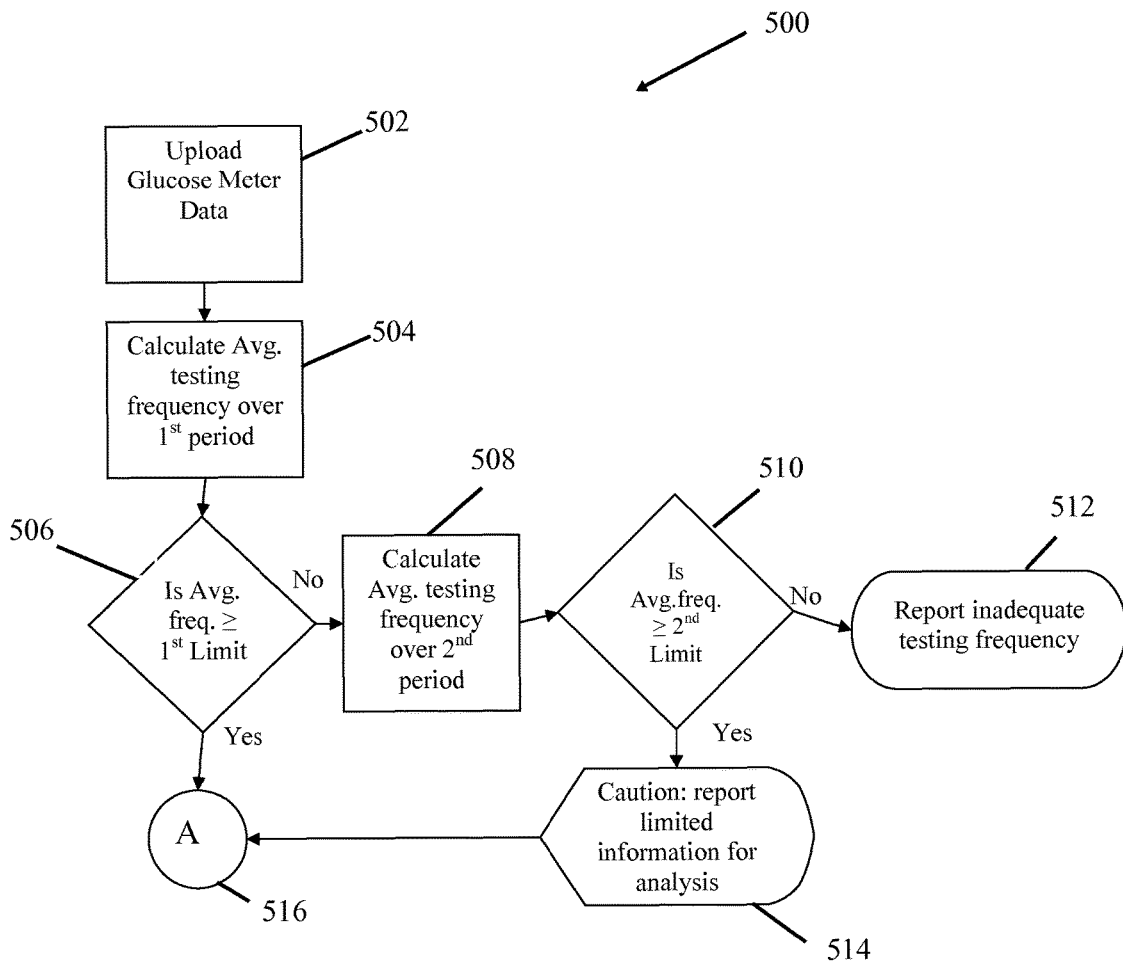 500
502
Upload
Glucose Meter
Data
504
Calculate Avg.
testing
frequency over
1st period
506
Is Avg.
freq. ≥
1st Limit
No
508
Calculate
Avg. testing
frequency
over 2nd
period
510
Is
Avg.freq.
≥ 2nd
Limit
No
512
Report inadequate
testing frequency
Yes
Yes
A
516
Caution: report
limited
information for
analysis
514